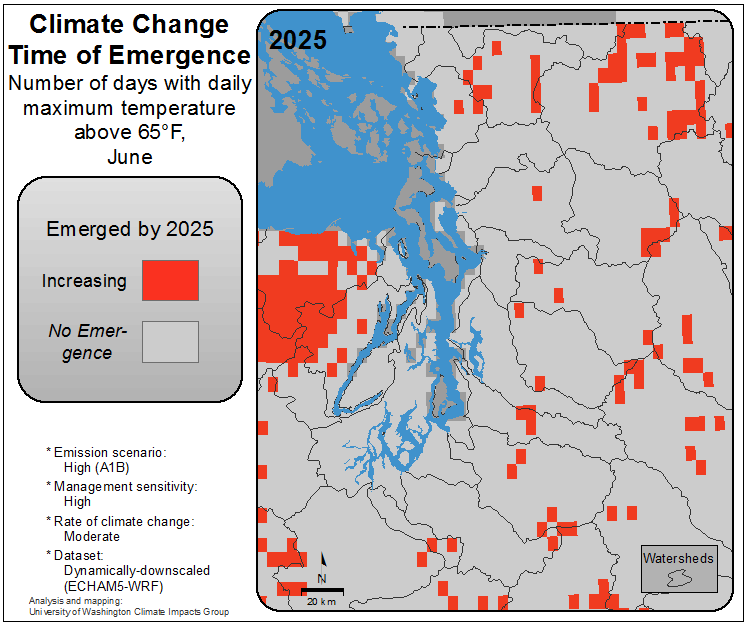 Climate Change
Time of Emergence
Number of days with daily
maximum temperature
above 65°F,
June
Emerged by 2025
Increasing
No Emer-
gence
* Emission scenario:
High (A1B)
* Management sensitivity:
High
* Rate of climate change:
Moderate
* Dataset:
Dynamically-downscaled
(ECHAM5-WRF)
Analysis and mapping:
University of Washington Climate Impacts Group
2025
N
20 km
Watersheds